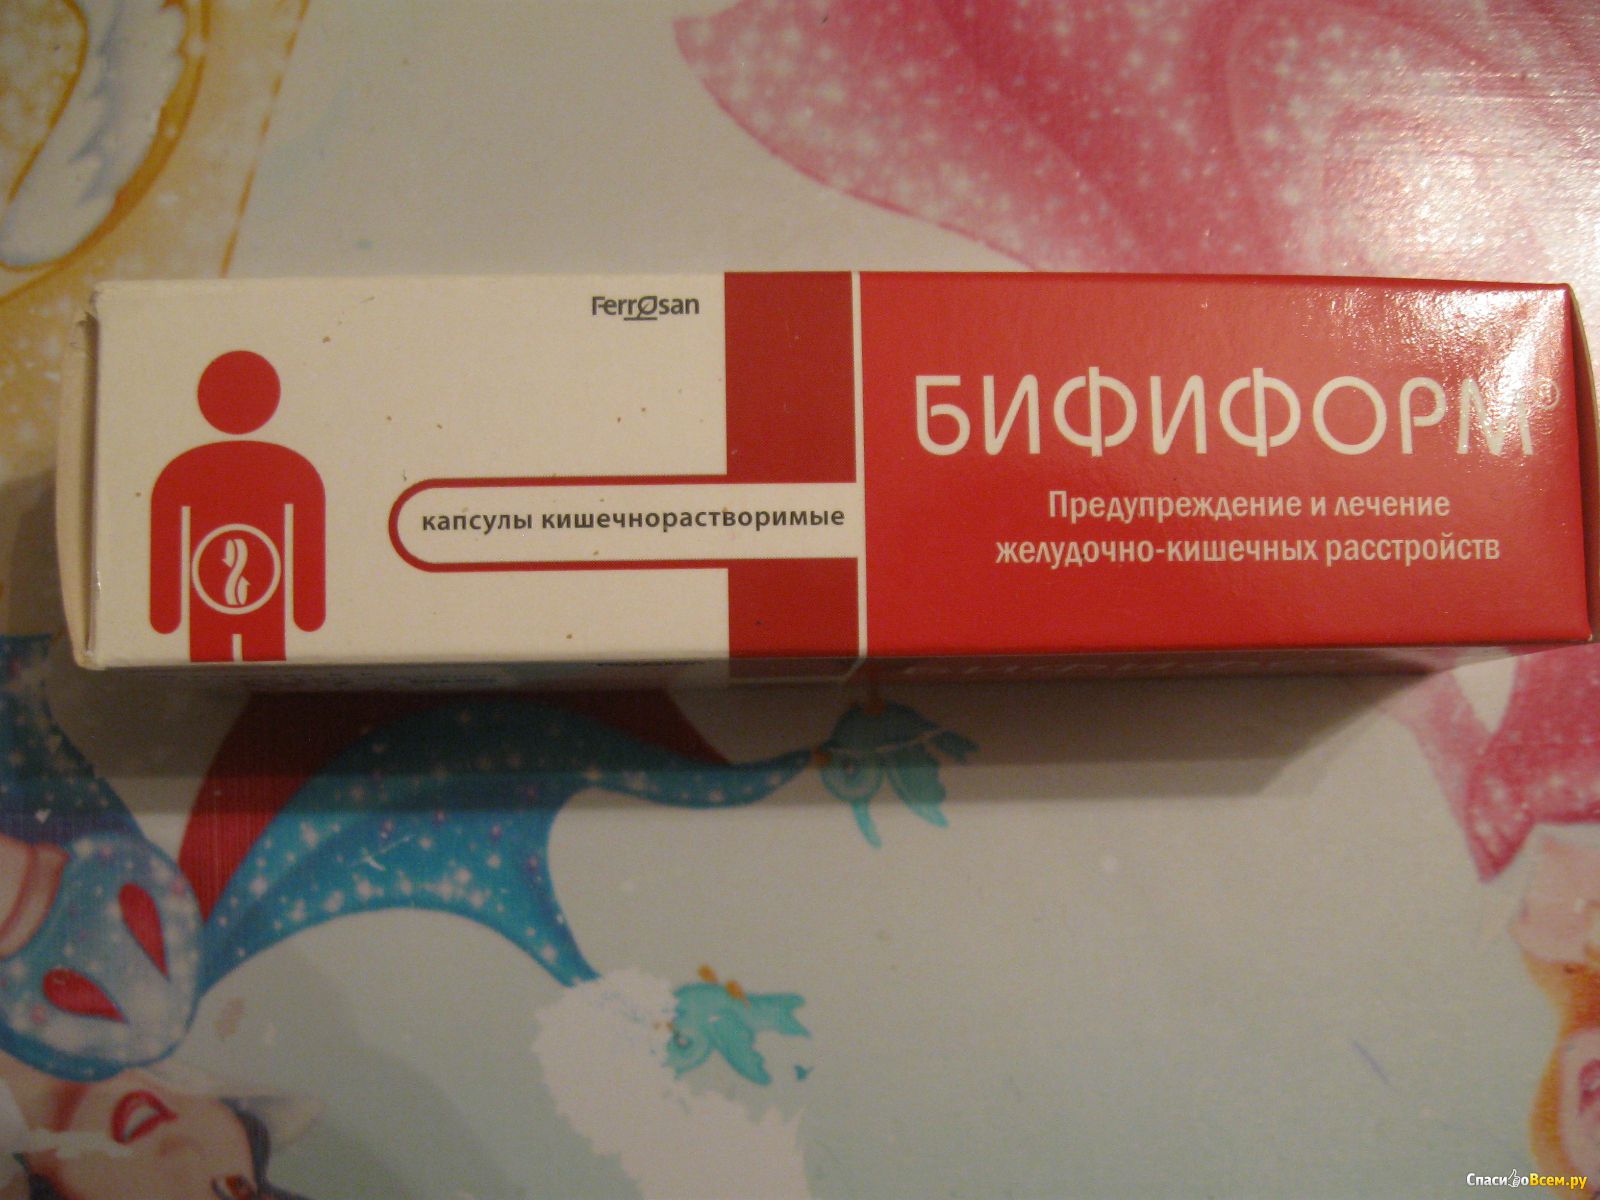 Ferrosan
капсулы кишечнорастворимые
БИФИФОРМ®
Предупреждение и лечение
желудочно-кишечных расстройств
СпасибоВсем.ру